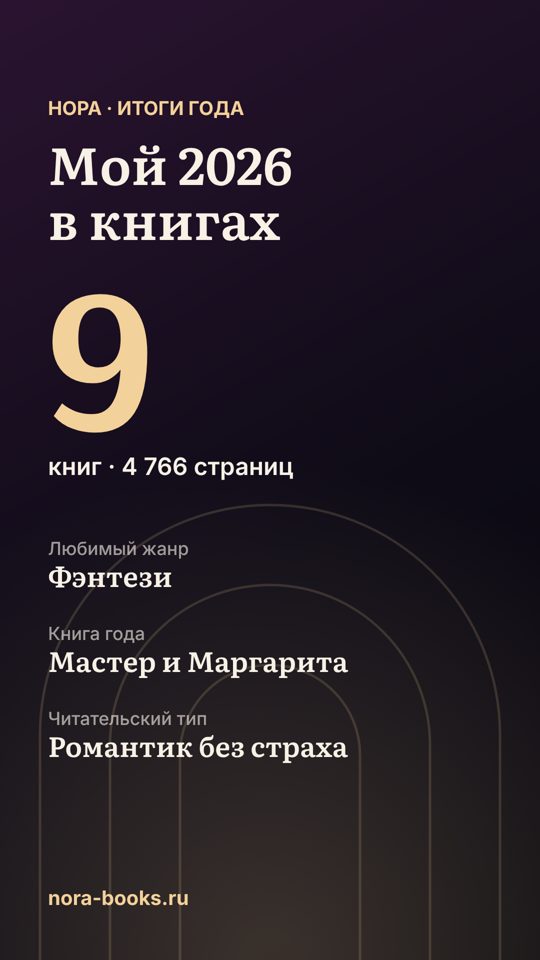 НОРА · ИТОГИ ГОДА
Мой 2026
в книгах
9
книг · 4 766 страниц
Любимый жанр
Фэнтези
Книга года
Мастер и Маргарита
Читательский тип
Романтик без страха
nora-books.ru